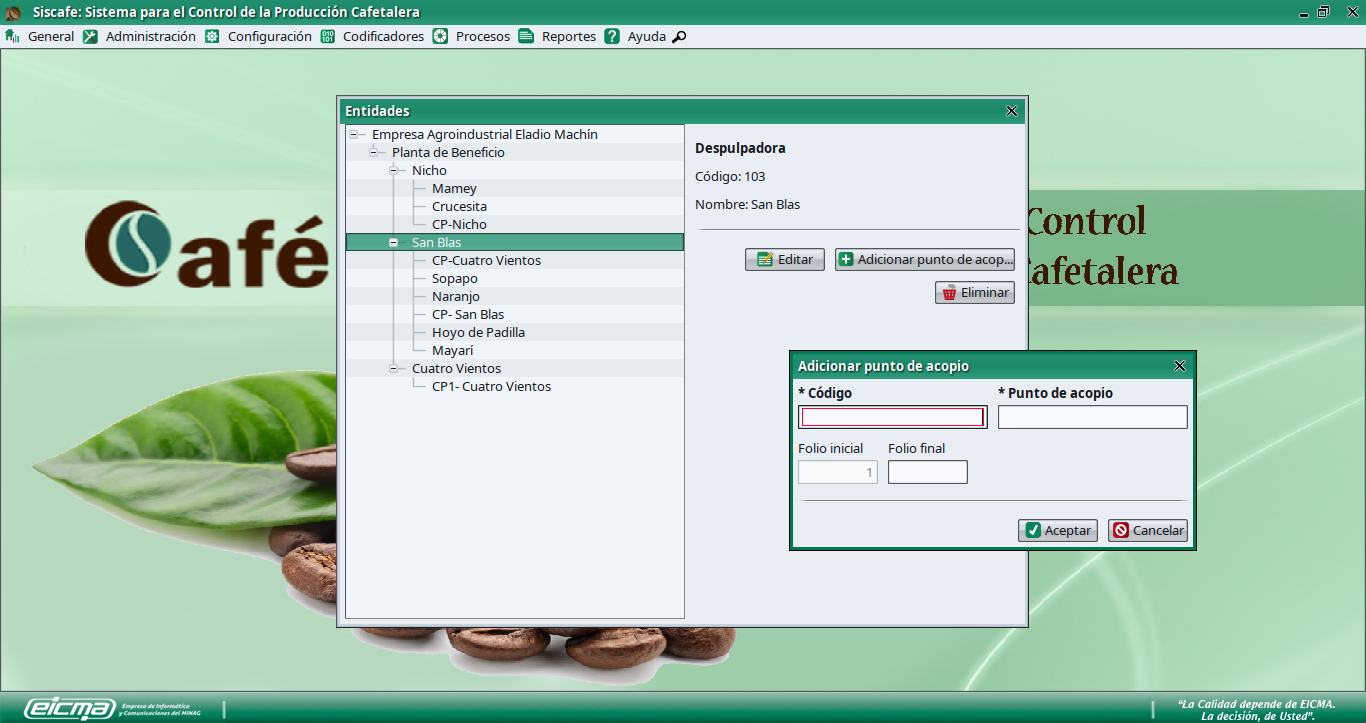 Siscafe: Sistema para el Control de la Producción Cafetalera
General Administración Configuración Codificadores Procesos Reportes Ayuda
Café
Control
Cafetalera
Entidades
Empresa Agroindustrial Eladio Machín
Planta de Beneficio
Nicho
Mamey
Crucesita
CP-Nicho
San Blas
CP-Cuatro Vientos
Sopapo
Naranjo
CP- San Blas
Hoyo de Padilla
Mayarí
Cuatro Vientos
CP1- Cuatro Vientos
Despulpadora
Código: 103
Nombre: San Blas
Editar
Adicionar punto de acop...
Eliminar
Adicionar punto de acopio
* Código
* Punto de acopio
Folio inicial
Folio final
1
Aceptar
Cancelar
eicma
Empresa de Informática
y Comunicaciones del MINAG
"La Calidad depende de EICMA.
La decisión, de Usted".